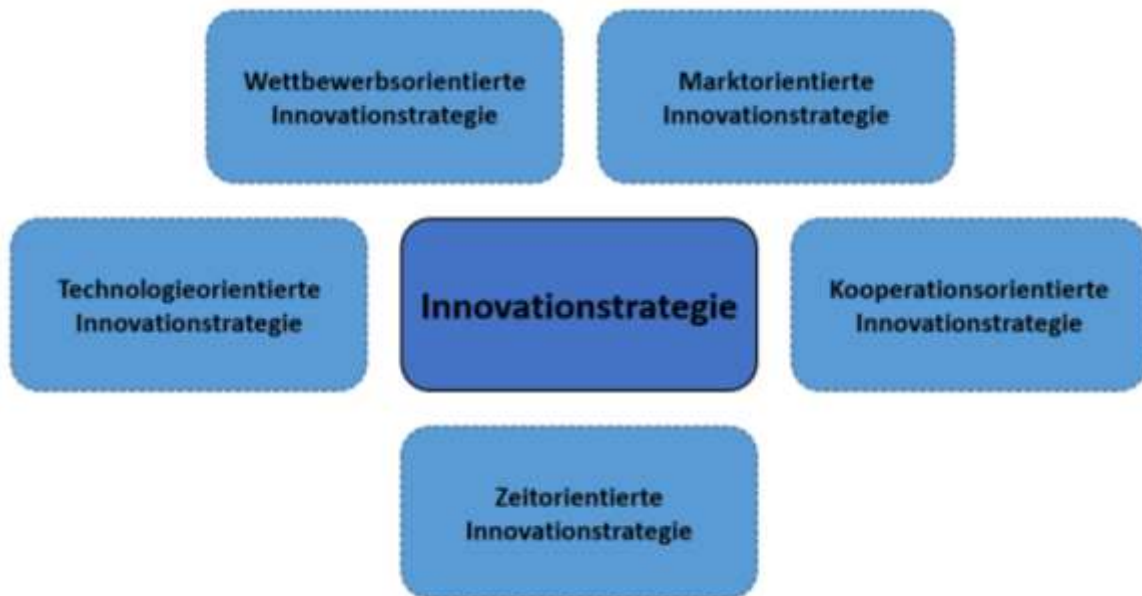 Wettbewerbsorientierte
Innovationstrategie
Marktorientierte
Innovationstrategie
Technologieorientierte
Innovationstrategie
Innovationstrategie
Kooperationsorientierte
Innovationstrategie
Zeitorientierte
Innovationstrategie